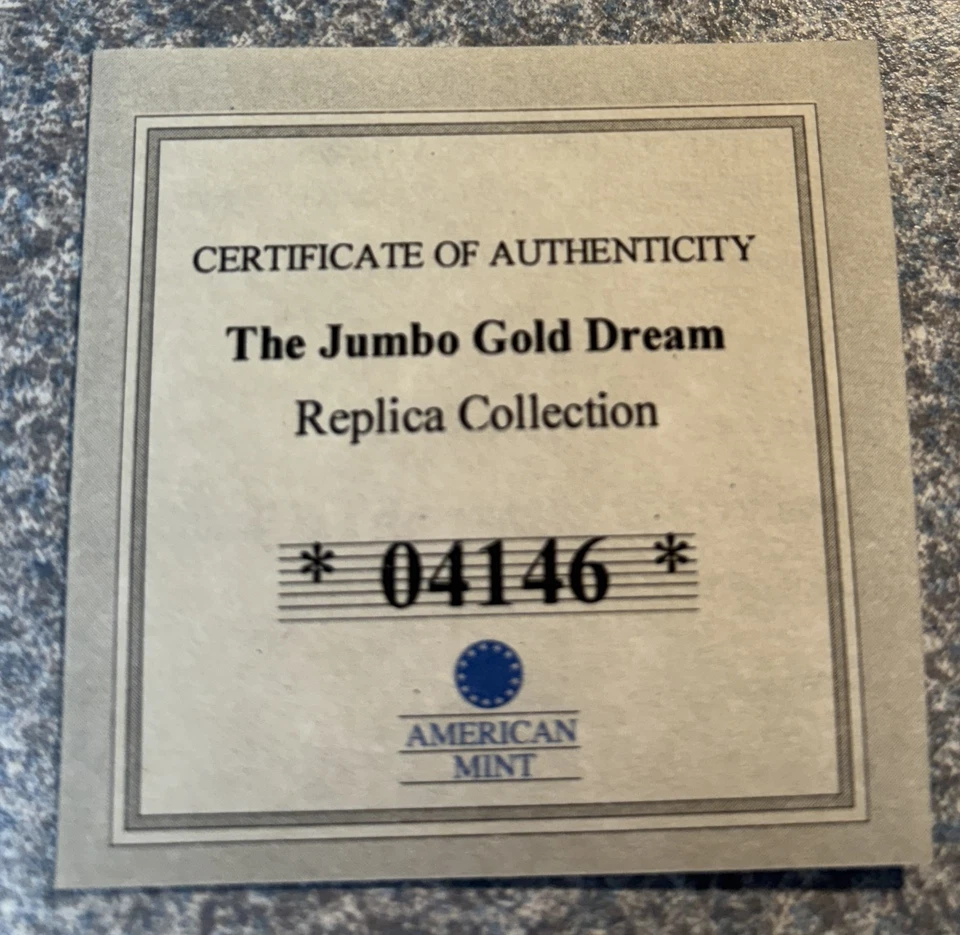 CERTIFICATE OF AUTHENTICITY
The Jumbo Gold Dream
Replica Collection
* 04146 *
AMERICAN
MINT